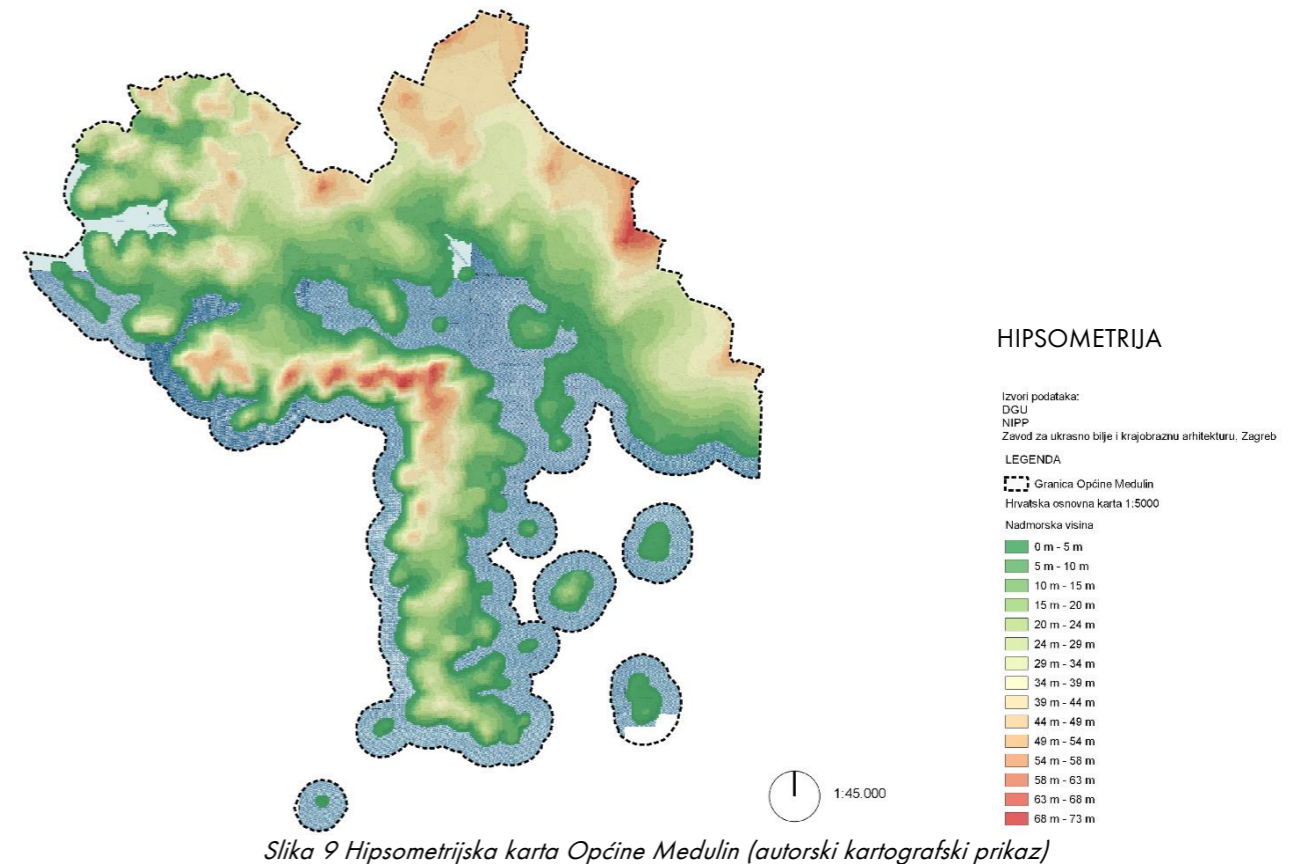 HIPSOMETRIJA
Izvori podataka:
DGU
NIPP
Zavod za ukrasno bilje i krajobraznu arhitekturu, Zagreb
LEGENDA
Granica Općine Medulin
Hrvatska osnovna karta 1:5000
Nadmorska visina
0 m - 5 m
5 m - 10 m
10 m - 15 m
15 m - 20 m
20 m - 24 m
24 m - 29 m
29 m - 34 m
34 m - 39 m
39 m - 44 m
44 m - 49 m
49 m - 54 m
54 m - 58 m
58 m - 63 m
63 m - 68 m
68 m - 73 m
1:45.000
Slika 9 Hipsometrijska karta Općine Medulin (autorski kartografski prikaz)